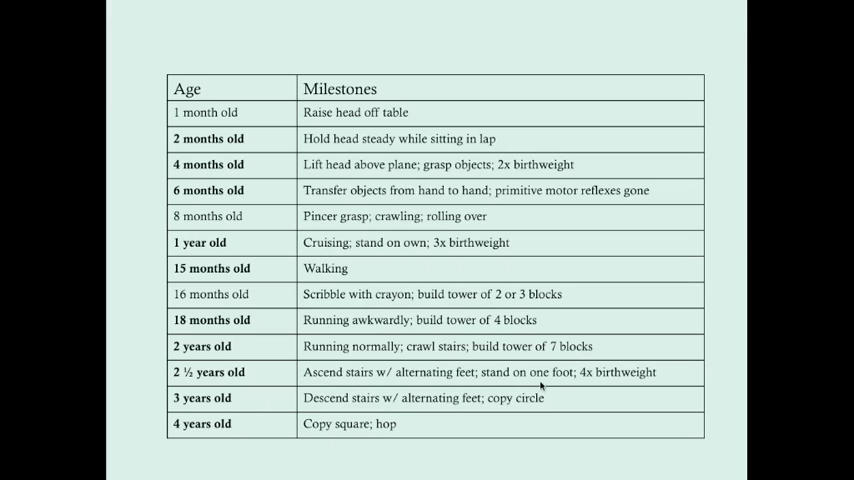 Age Milestones
1 month old Raise head off table
2 months old Hold head steady while sitting in lap
4 months old Lift head above plane; grasp objects; 2x birthweight
6 months old Transfer objects from hand to hand; primitive motor reflexes gone
8 months old Pincer grasp; crawling; rolling over
1 year old Cruising; stand on own; 3x birthweight
15 months old Walking
16 months old Scribble with crayon; build tower of 2 or 3 blocks
18 months old Running awkwardly; build tower of 4 blocks
2 years old Running normally; crawl stairs; build tower of 7 blocks
2 ½ years old Ascend stairs w/ alternating feet; stand on one foot; 4x birthweight
3 years old Descend stairs w/ alternating feet; copy circle
4 years old Copy square; hop